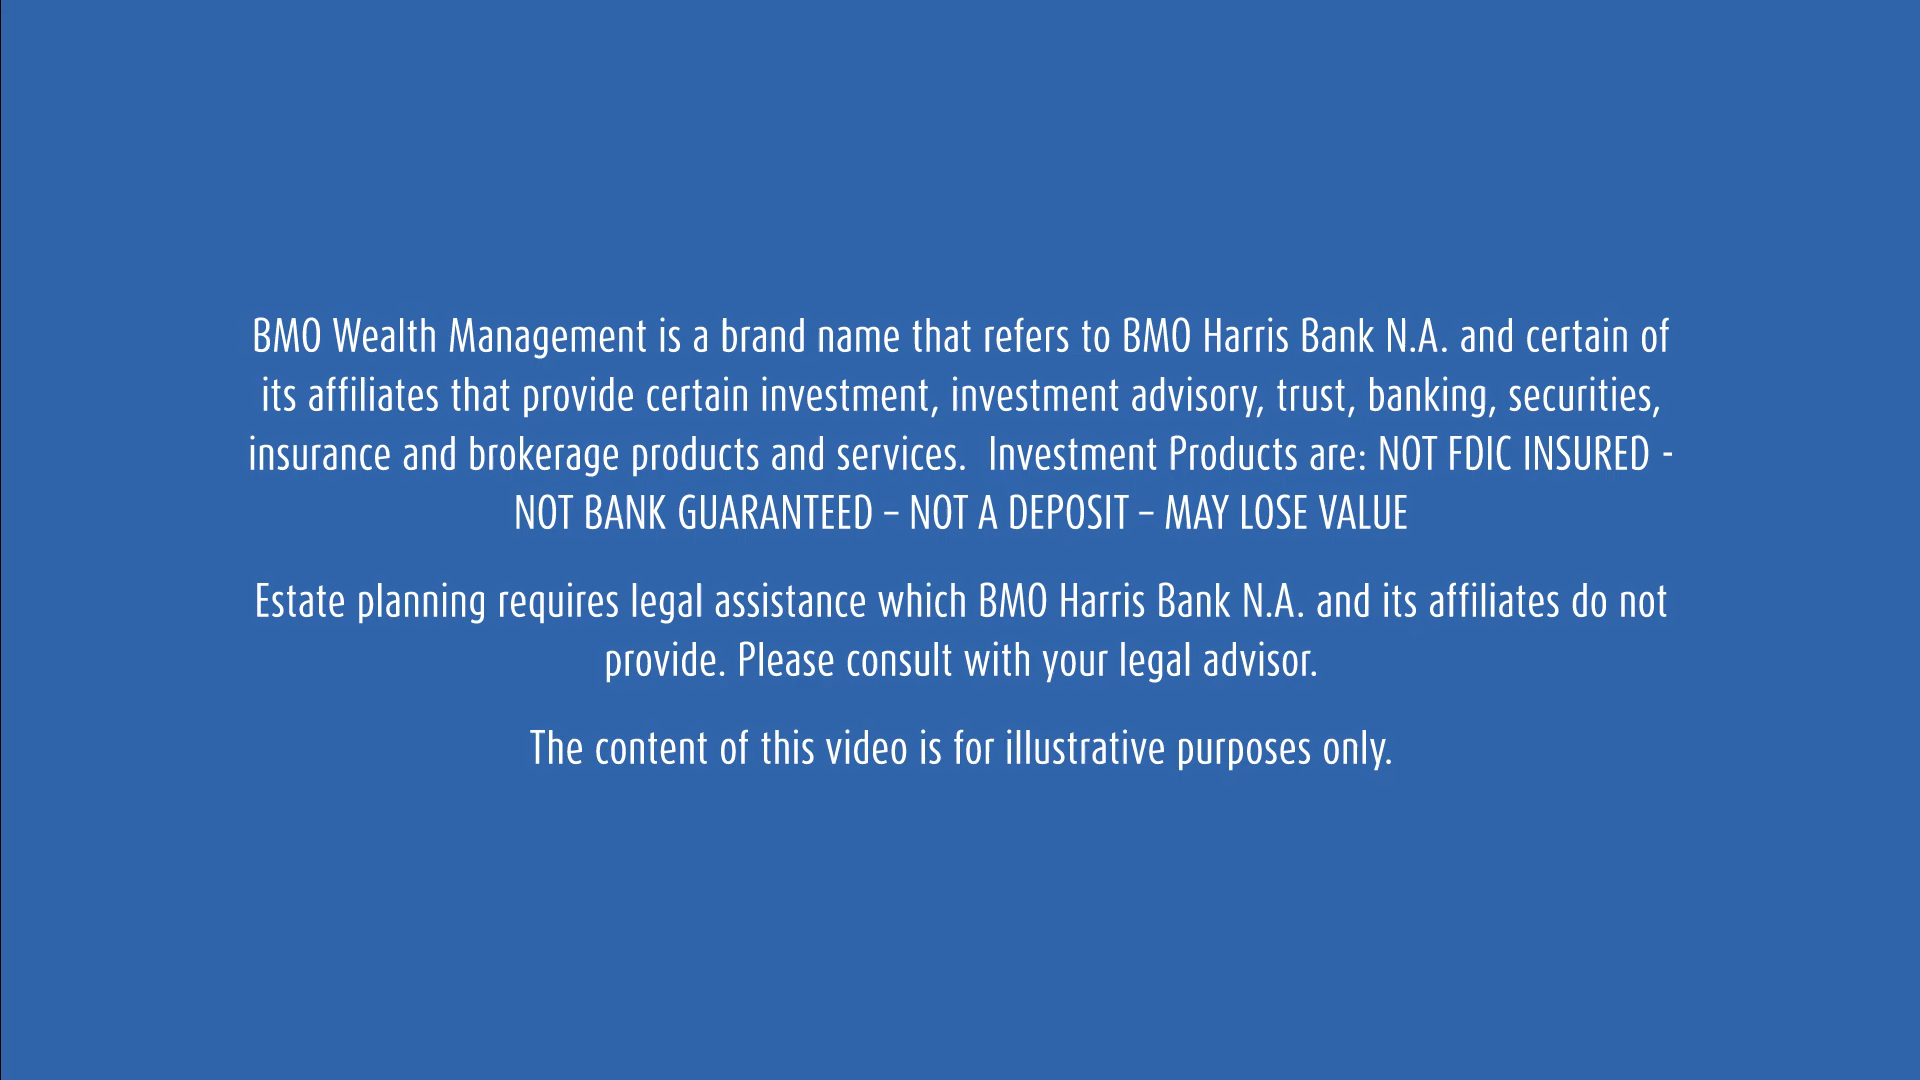 BMO Wealth Management is a brand name that refers to BMO Harris Bank N.A. and certain of
its affiliates that provide certain investment, investment advisory, trust, banking, securities,
insurance and brokerage products and services.  Investment Products are: NOT FDIC INSURED -
NOT BANK GUARANTEED – NOT A DEPOSIT – MAY LOSE VALUE
Estate planning requires legal assistance which BMO Harris Bank N.A. and its affiliates do not
provide. Please consult with your legal advisor.
The content of this video is for illustrative purposes only.